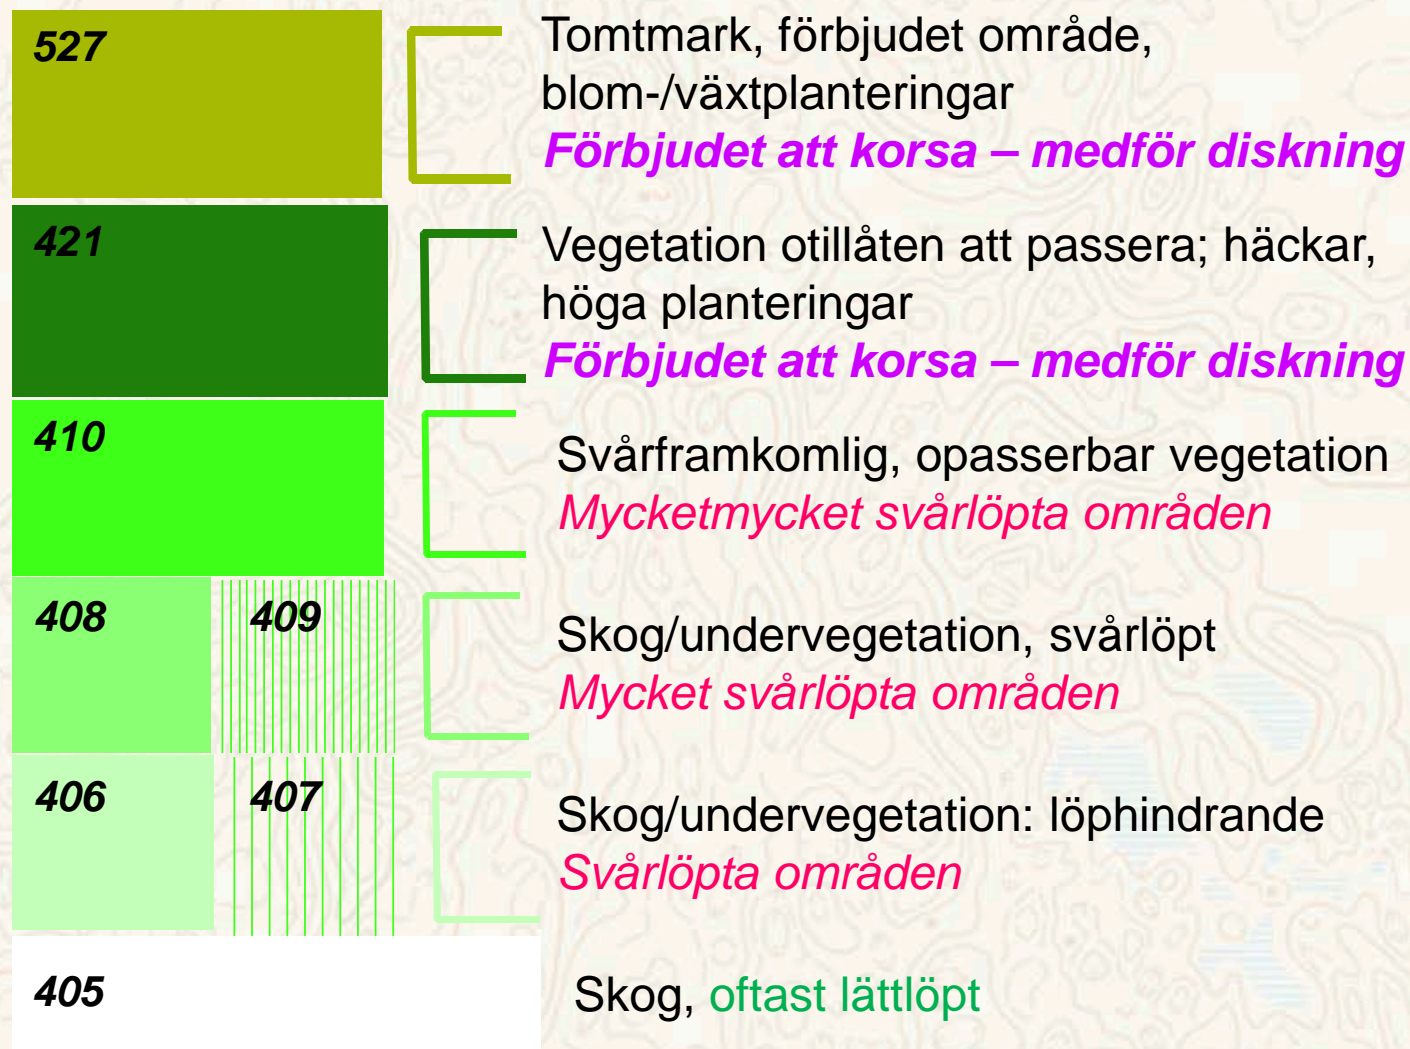 527
Tomtmark, förbjudet område,
blom-/växtplanteringar
Förbjudet att korsa – medför diskning
421
Vegetation otillåten att passera; häckar,
höga planteringar
Förbjudet att korsa – medför diskning
410
Svårframkomlig, opasserbar vegetation
Mycketmycket svårlöpta områden
408 409
Skog/undervegetation, svårlöpt
Mycket svårlöpta områden
406 407
Skog/undervegetation: löphindrande
Svårlöpta områden
405
Skog, oftast lättlöpt